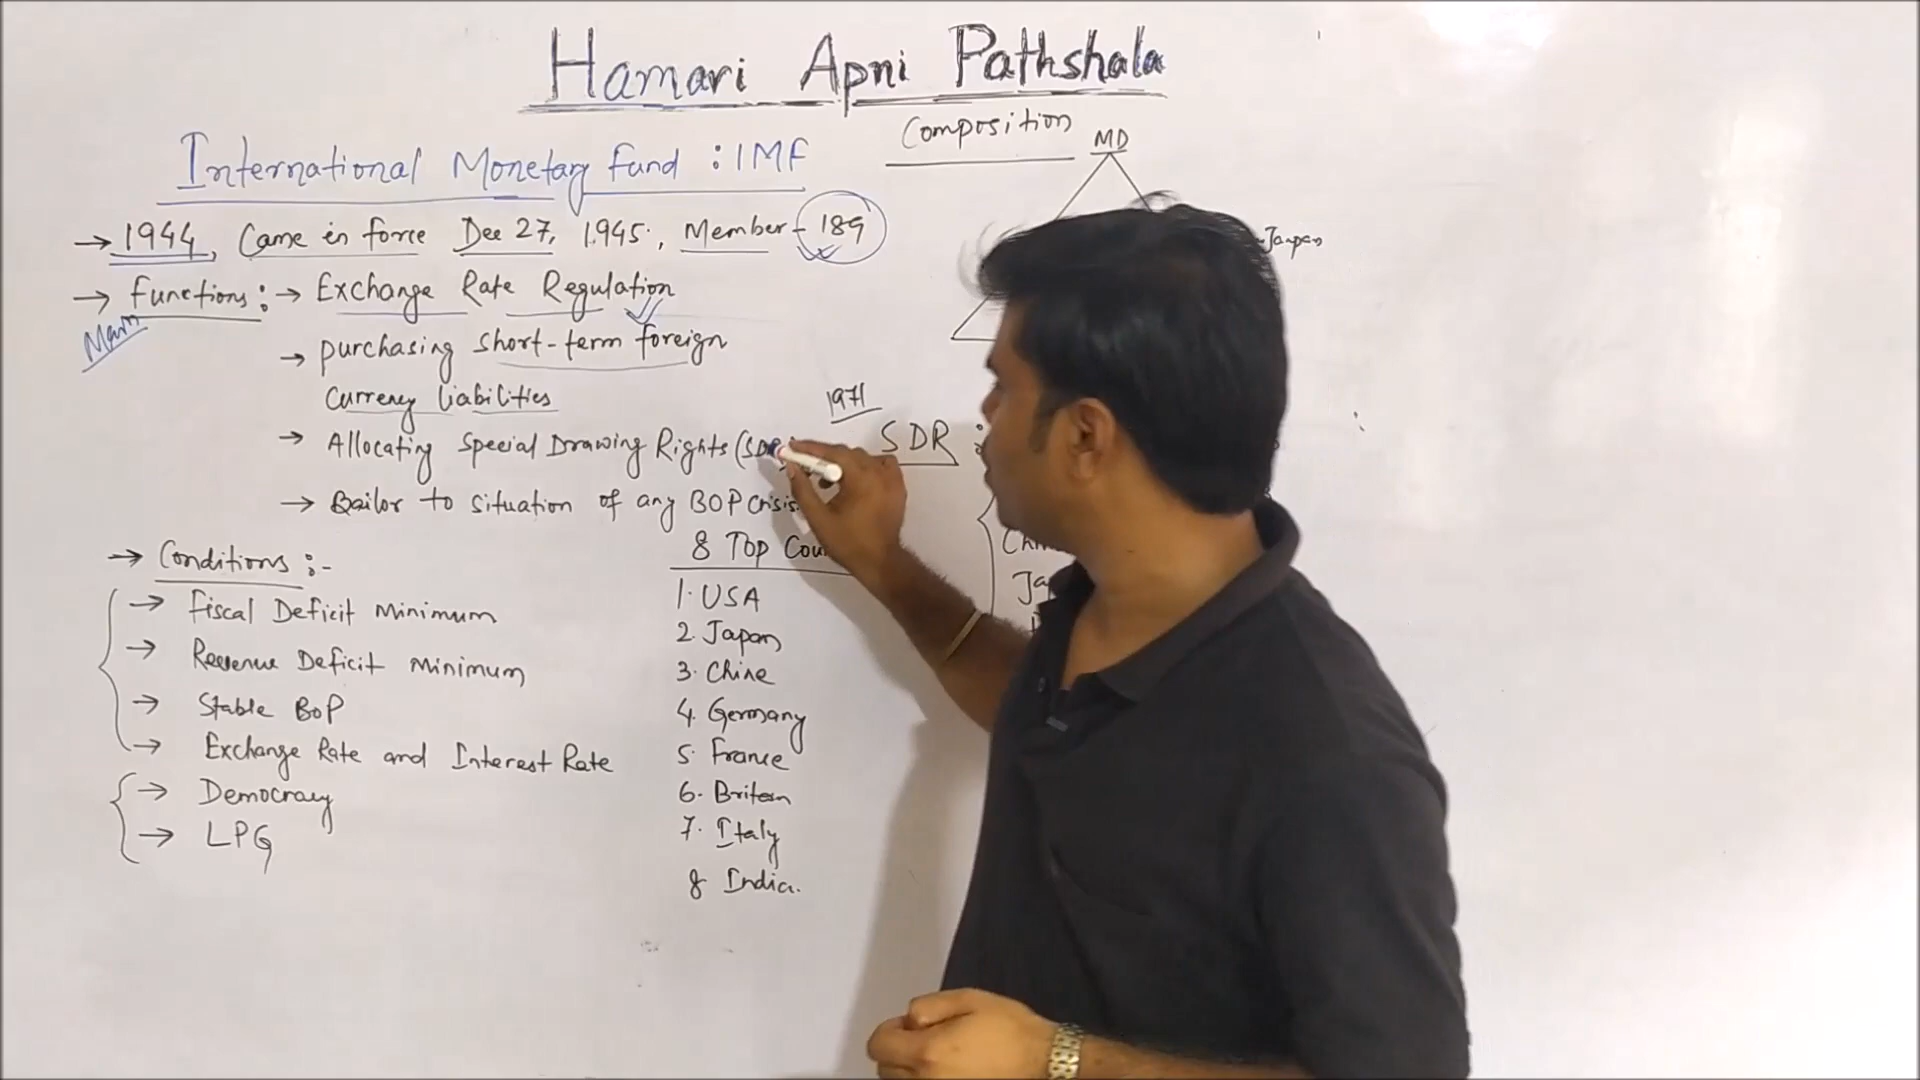 Hamari Apni Pathshala
International Monetary Fund : IMF
→ 1944, Came in force Dec 27, 1945, Member - 189
→ Functions : → Exchange Rate Regulation
Main
→ purchasing short-term foreign
currency liabilities
→ Allocating Special Drawing Rights (SDR
→ Bailor to situation of any BOP crisis.
→ Conditions :-
→ Fiscal Deficit Minimum
→ Revenue Deficit Minimum
→ Stable BoP
→ Exchange Rate and Interest Rate
→ Democracy
→ LPG
8 Top
1. USA
2. Japan
3. Chine
4. Germany
5. France
6. Britain
7. Italy
8 India.
Composition
MD
Japan
1971
SDR :